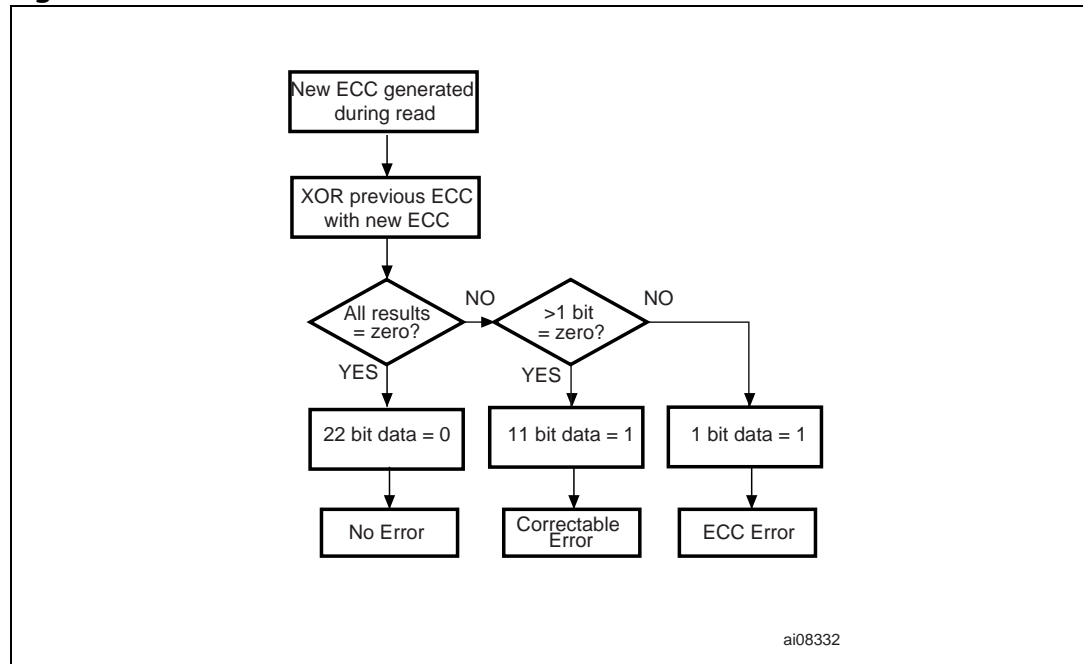 New ECC generated
during read
XOR previous ECC
with new ECC
All results
= zero?
NO
>1 bit
= zero?
NO
YES
YES
22 bit data = 0
11 bit data = 1
1 bit data = 1
No Error
Correctable
Error
ECC Error
ai08332